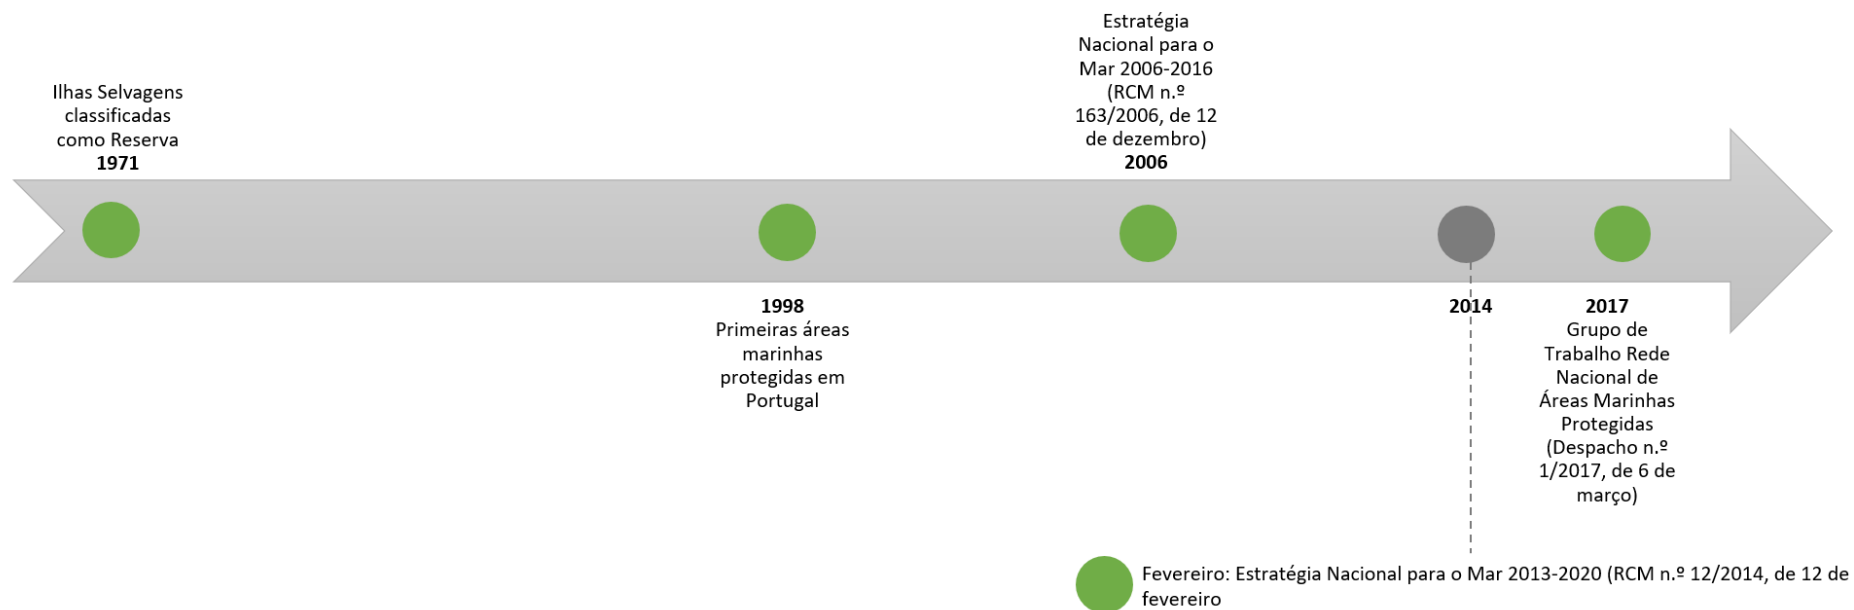 Ilhas Selvagens
classificadas
como Reserva
1971
1998
Primeiras áreas
marinhas
protegidas em
Portugal
Estratégia
Nacional para o
Mar 2006-2016
(RCM n.º
163/2006, de 12
de dezembro)
2006
2014
2017
Grupo de
Trabalho Rede
Nacional de
Áreas Marinhas
Protegidas
(Despacho n.º
1/2017, de 6 de
março)
Fevereiro: Estratégia Nacional para o Mar 2013-2020 (RCM n.º 12/2014, de 12 de
fevereiro